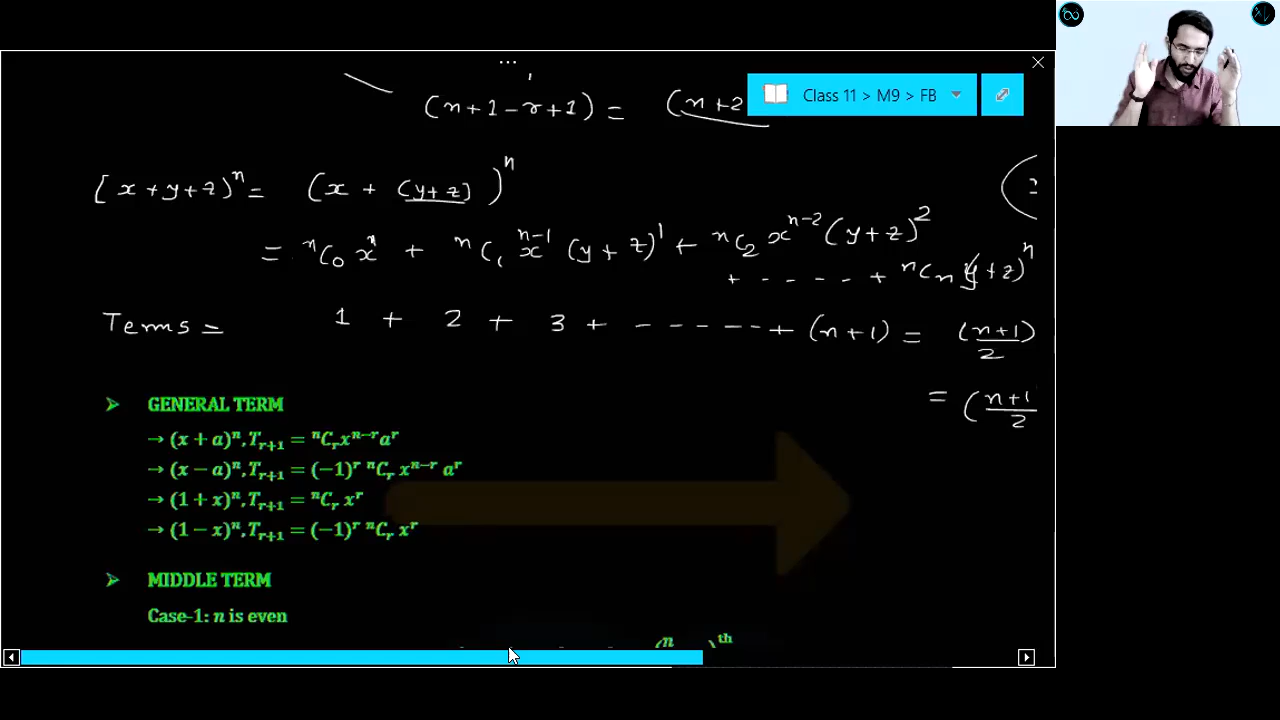 ...
(n+1-r+1) = (n+2
Class 11 > M9 > FB
[x+y+z)ⁿ = (x + (y+z))ⁿ
= ⁿC₀ xⁿ + ⁿC₁ xⁿ⁻¹ (y+z)¹ + ⁿC₂ xⁿ⁻² (y+z)²
+ - - - - - + ⁿCₙ (y+z)ⁿ
Terms = 1 + 2 + 3 + - - - - - + (n+1) = (n+1)/2
= (n+1/2
➢ GENERAL TERM
→ (x + a)ⁿ, Tᵣ₊₁ = ⁿCᵣ xⁿ⁻ʳ aʳ
→ (x − a)ⁿ, Tᵣ₊₁ = (−1)ʳ ⁿCᵣ xⁿ⁻ʳ aʳ
→ (1 + x)ⁿ, Tᵣ₊₁ = ⁿCᵣ xʳ
→ (1 − x)ⁿ, Tᵣ₊₁ = (−1)ʳ ⁿCᵣ xʳ
➢ MIDDLE TERM
Case-1: n is even